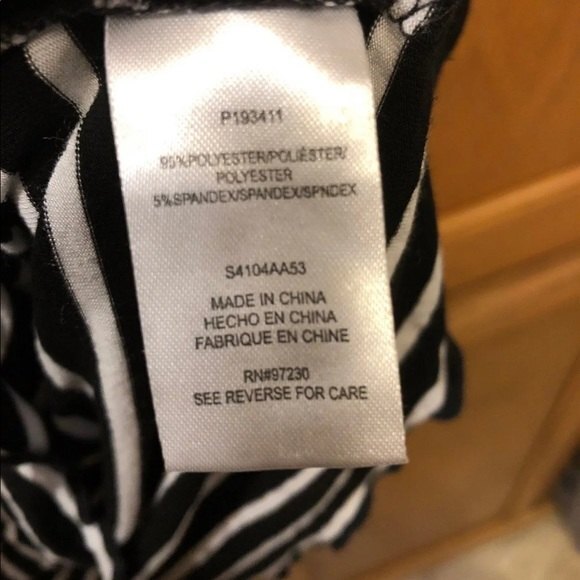 P193411
95%POLYESTER/POLIÉSTER/
POLYESTER
5%SPANDEX/SPANDEX/SPNDEX
S4104AA53
MADE IN CHINA
HECHO EN CHINA
FABRIQUE EN CHINE
RN#97230
SEE REVERSE FOR CARE